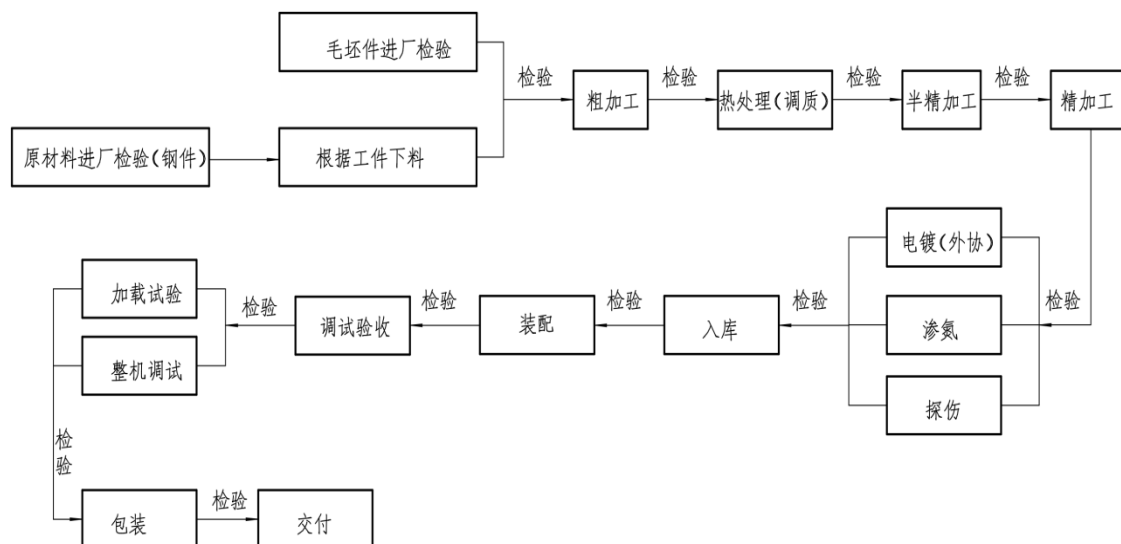 毛坯件进厂检验
检验
粗加工
检验
热处理(调质)
检验
半精加工
检验
精加工
原材料进厂检验(钢件)
根据工件下料
电镀(外协)
检验
渗氮
探伤
检验
入库
检验
装配
检验
调试验收
检验
加载试验
整机调试
检验
包装
检验
交付